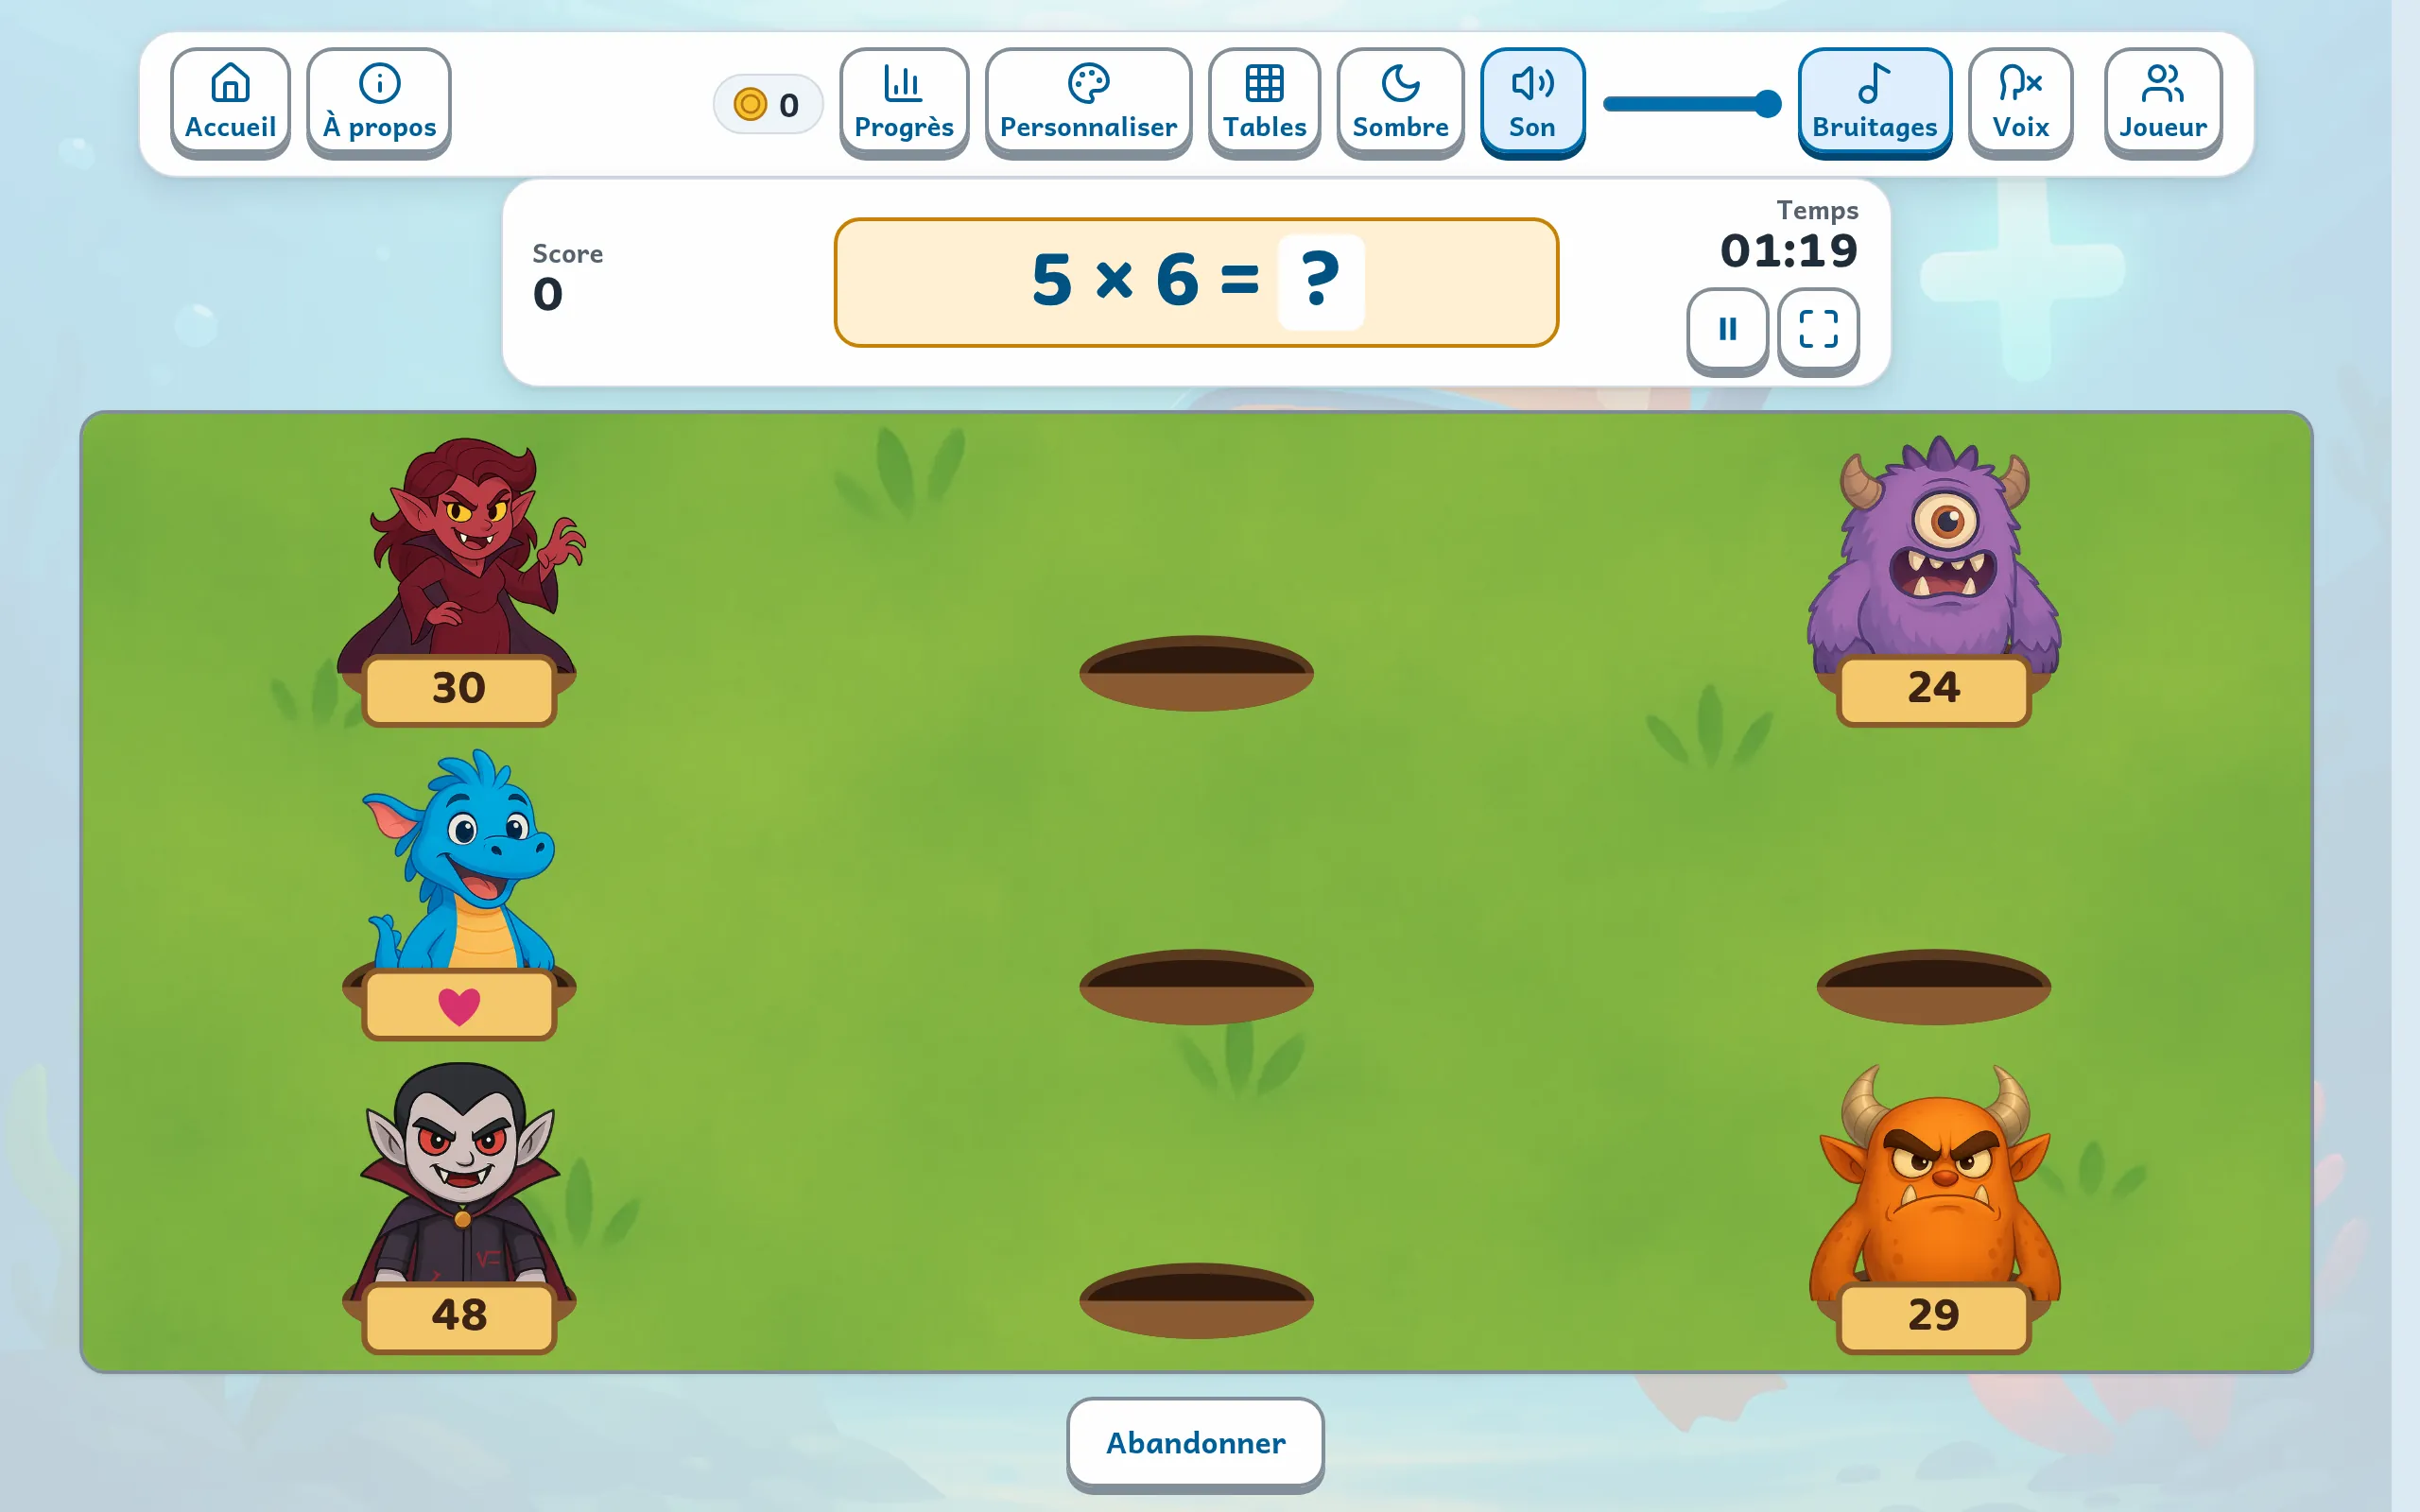 Accueil
À propos
0
Progrès
Personnaliser
Tables
Sombre
Son
Bruitages
Voix
Joueur
Score
0
5 × 6 = ?
Temps
01:19
30
24
48
29
Abandonner